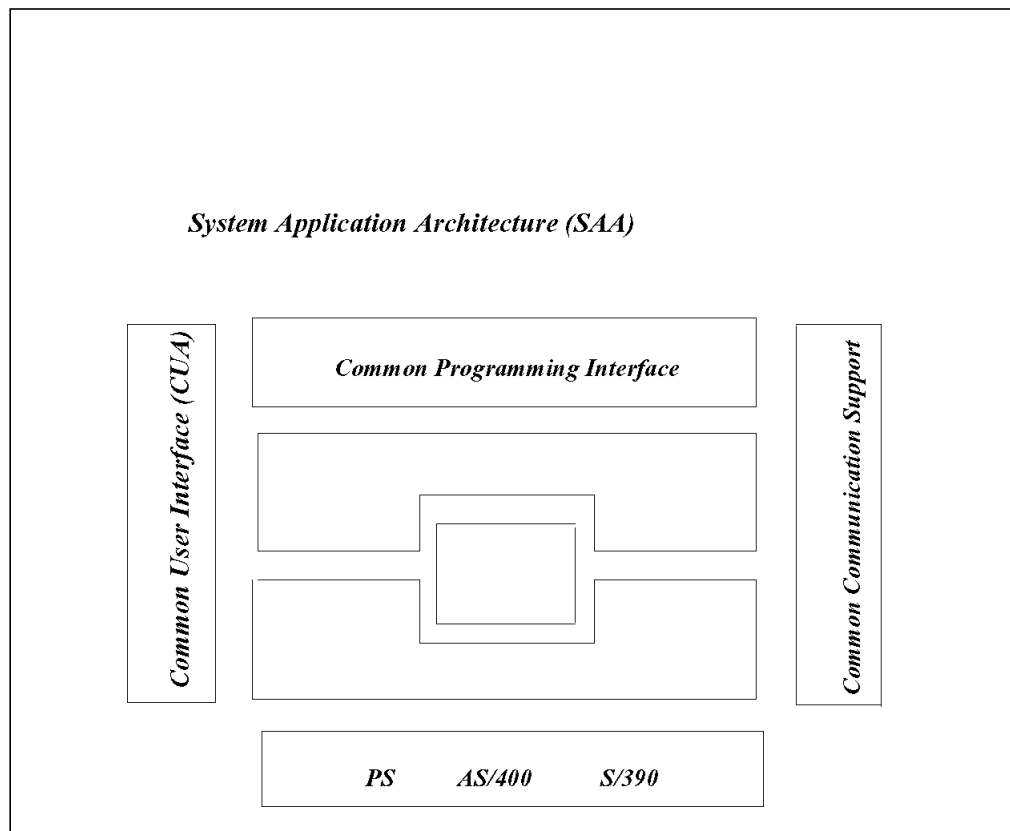 System Application Architecture (SAA)
Common User Interface (CUA)
Common Programming Interface
Common Communication Support
PS AS/400 S/390